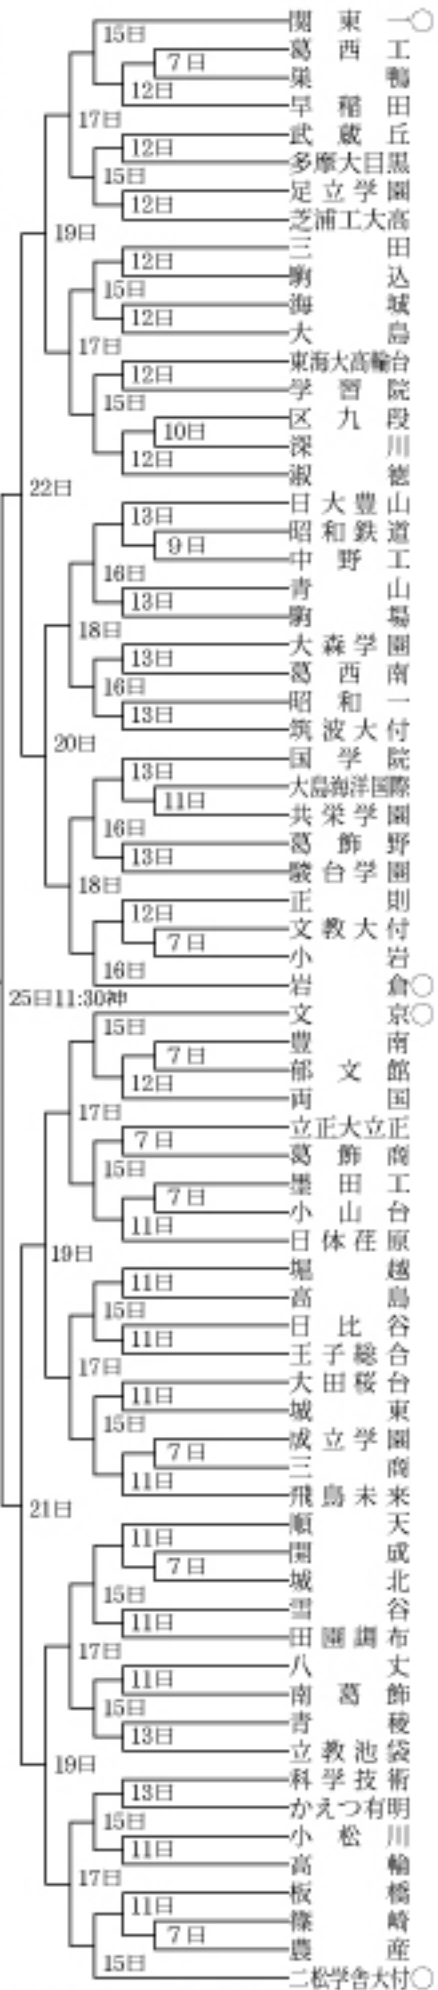 15日
関東一○
7日
葛西工
巣鴨
12日
早稲田
17日
12日
武蔵丘
多摩大目黒
15日
12日
足立学園
芝浦工大高
19日
12日
三田
駒込
15日
12日
海城
大島
17日
12日
東海大高輪台
学習院
15日
10日
区九段
深川
12日
淑徳
22日
13日
日大豊山
9日
昭和鉄道
中野工
16日
13日
青山
駒場
18日
13日
大森学園
葛西南
16日
13日
昭和一
筑波大付
20日
13日
国学院
11日
大島海洋国際
共栄学園
16日
13日
葛飾野
駿台学園
18日
12日
正則
7日
文教大付
小岩
16日
岩倉○
25日11:30神
15日
文京○
7日
豊南
郁文館
12日
両国
17日
7日
立正大立正
葛飾商
15日
7日
墨田工
小山台
11日
日体荏原
19日
11日
堀越
高島
15日
11日
日比谷
王子総合
17日
11日
大田桜台
城東
15日
7日
成立学園
三商
11日
飛鳥未来
21日
11日
順天
7日
開成
城北
15日
11日
雪谷
田園調布
17日
11日
八丈
南葛飾
15日
13日
青稜
立教池袋
19日
13日
科学技術
かえつ有明
15日
11日
小松川
高輪
17日
11日
板橋
7日
篠崎
農産
15日
二松学舎大付○